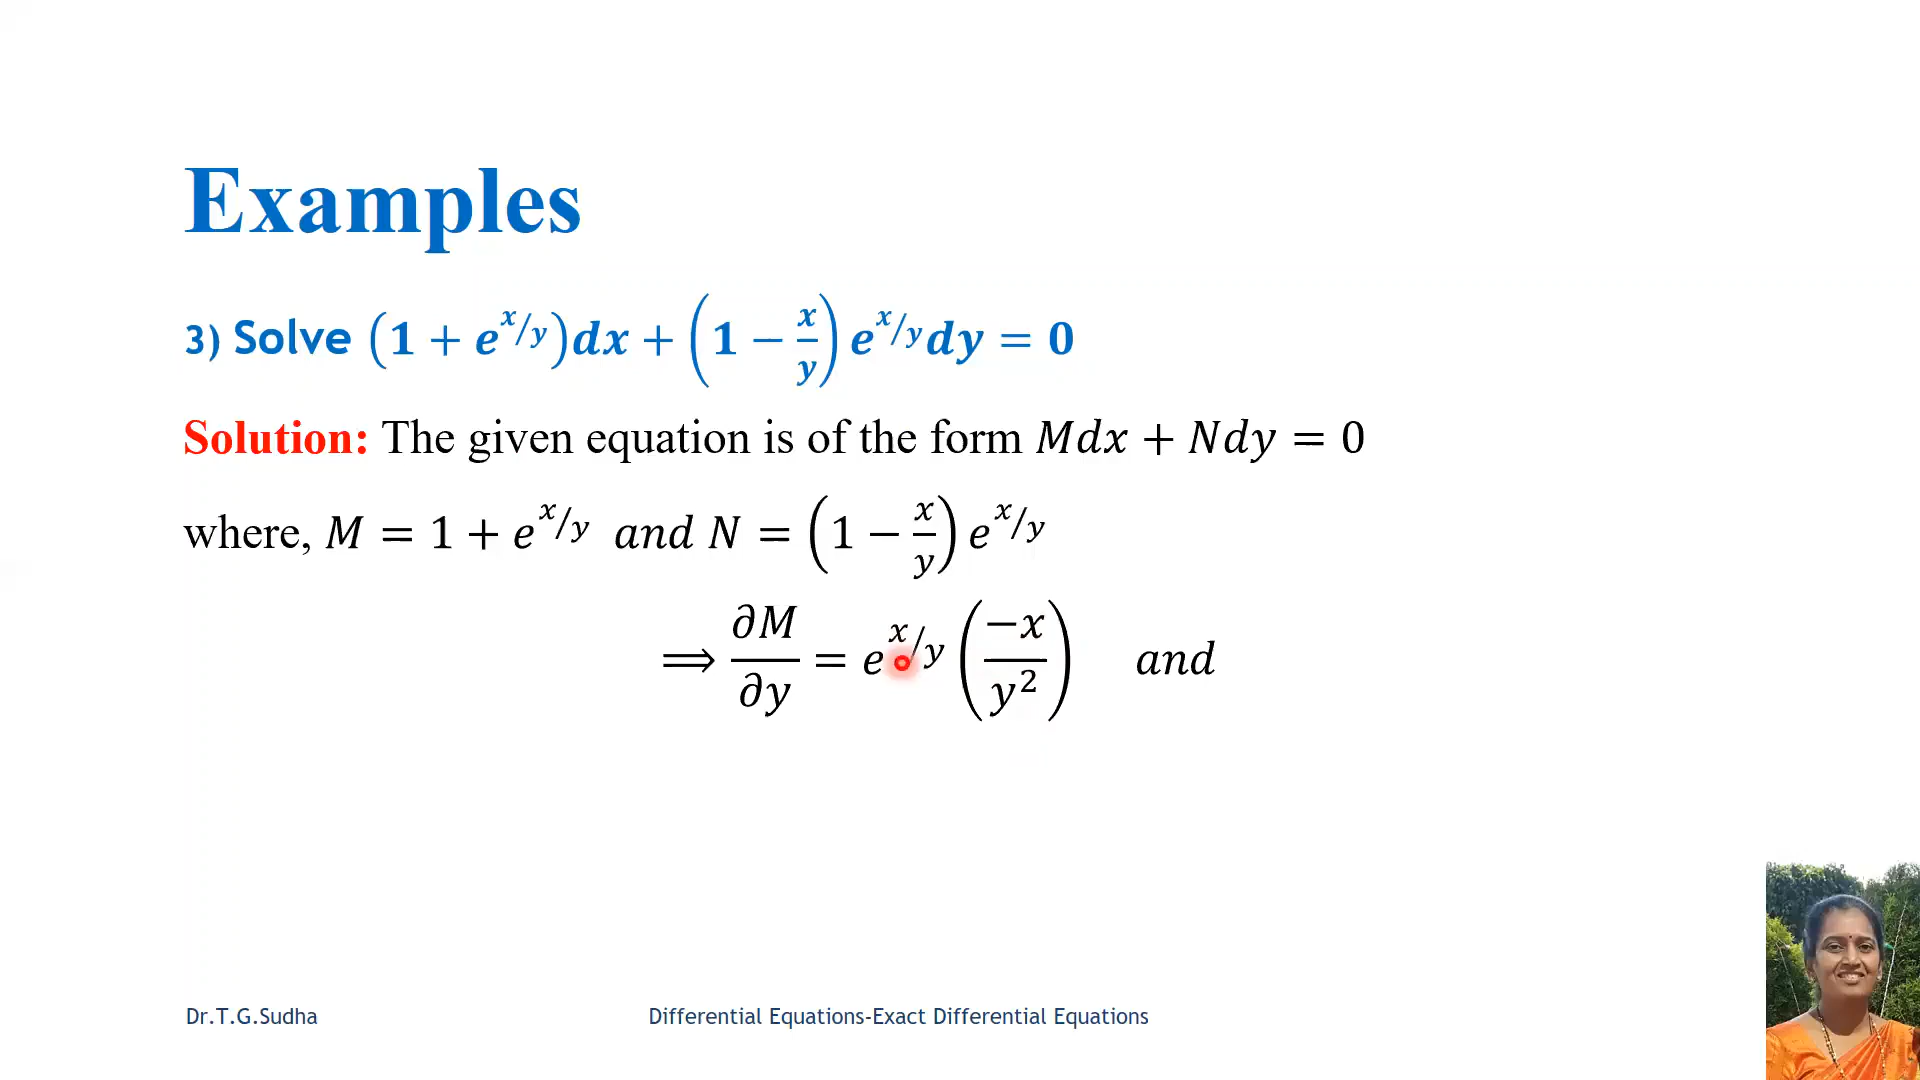 Examples
3) Solve (1 + e^{x/y})dx + (1 − x/y) e^{x/y}dy = 0
Solution: The given equation is of the form Mdx + Ndy = 0
where, M = 1 + e^{x/y} and N = (1 − x/y) e^{x/y}
⟹ ∂M/∂y = e^{x/y} (−x/y²) and
Dr.T.G.Sudha Differential Equations-Exact Differential Equations